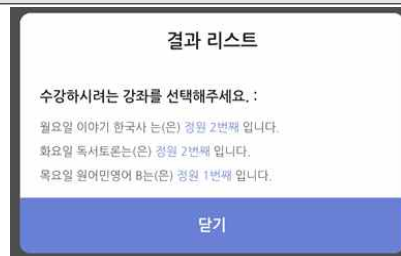 결과 리스트
수강하시려는 강좌를 선택해주세요. :
월요일 이야기 한국사 는(은) 정원 2번째 입니다.
화요일 독서토론는(은) 정원 2번째 입니다.
목요일 원어민영어 B는(은) 정원 1번째 입니다.
닫기